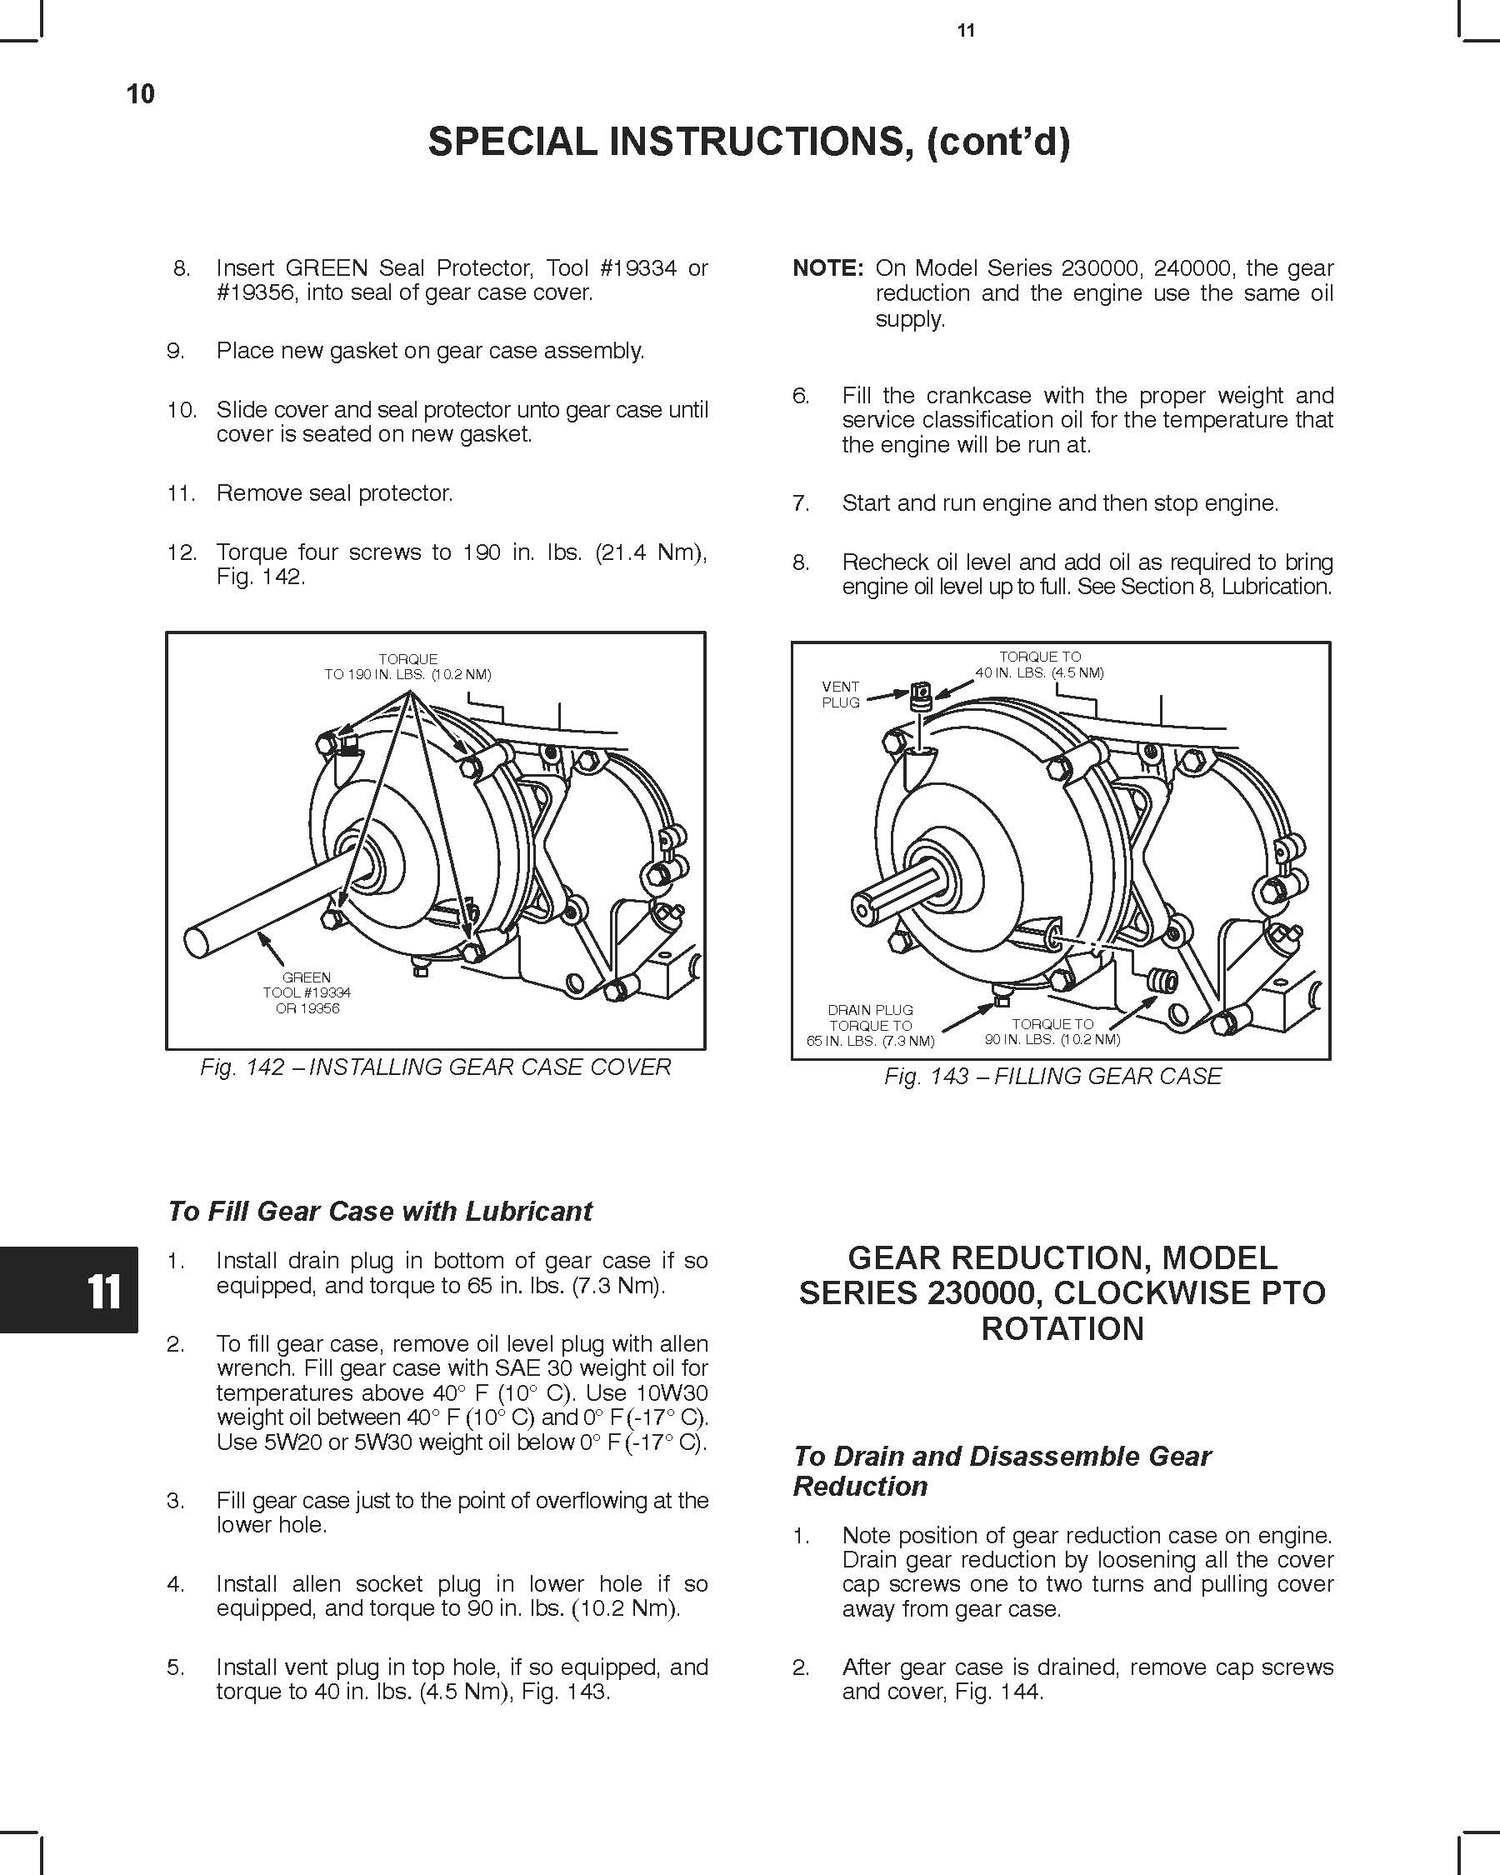 11
10
SPECIAL INSTRUCTIONS, (cont’d)
8. Insert GREEN Seal Protector, Tool #19334 or
#19356, into seal of gear case cover.
9. Place new gasket on gear case assembly.
10. Slide cover and seal protector unto gear case until
cover is seated on new gasket.
11. Remove seal protector.
12. Torque four screws to 190 in. lbs. (21.4 Nm),
Fig. 142.
TORQUE
TO 190 IN. LBS. (10.2 NM)
GREEN
TOOL #19334
OR 19356
Fig. 142 – INSTALLING GEAR CASE COVER
To Fill Gear Case with Lubricant
1. Install drain plug in bottom of gear case if so
equipped, and torque to 65 in. lbs. (7.3 Nm).
2. To fill gear case, remove oil level plug with allen
wrench. Fill gear case with SAE 30 weight oil for
temperatures above 40° F (10° C). Use 10W30
weight oil between 40° F (10° C) and 0° F (-17° C).
Use 5W20 or 5W30 weight oil below 0° F (-17° C).
3. Fill gear case just to the point of overflowing at the
lower hole.
4. Install allen socket plug in lower hole if so
equipped, and torque to 90 in. lbs. (10.2 Nm).
5. Install vent plug in top hole, if so equipped, and
torque to 40 in. lbs. (4.5 Nm), Fig. 143.
11
NOTE: On Model Series 230000, 240000, the gear
reduction and the engine use the same oil
supply.
6. Fill the crankcase with the proper weight and
service classification oil for the temperature that
the engine will be run at.
7. Start and run engine and then stop engine.
8. Recheck oil level and add oil as required to bring
engine oil level up to full. See Section 8, Lubrication.
TORQUE TO
40 IN. LBS. (4.5 NM)
VENT
PLUG
DRAIN PLUG
TORQUE TO
65 IN. LBS. (7.3 NM)
TORQUE TO
90 IN. LBS. (10.2 NM)
Fig. 143 – FILLING GEAR CASE
GEAR REDUCTION, MODEL
SERIES 230000, CLOCKWISE PTO
ROTATION
To Drain and Disassemble Gear
Reduction
1. Note position of gear reduction case on engine.
Drain gear reduction by loosening all the cover
cap screws one to two turns and pulling cover
away from gear case.
2. After gear case is drained, remove cap screws
and cover, Fig. 144.